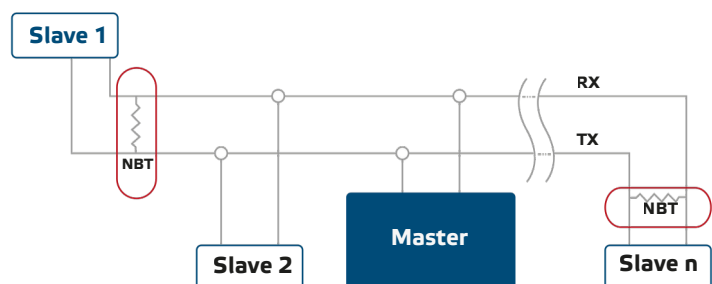 Slave 1
RX
TX
NBT
Master
NBT
Slave 2
Slave n